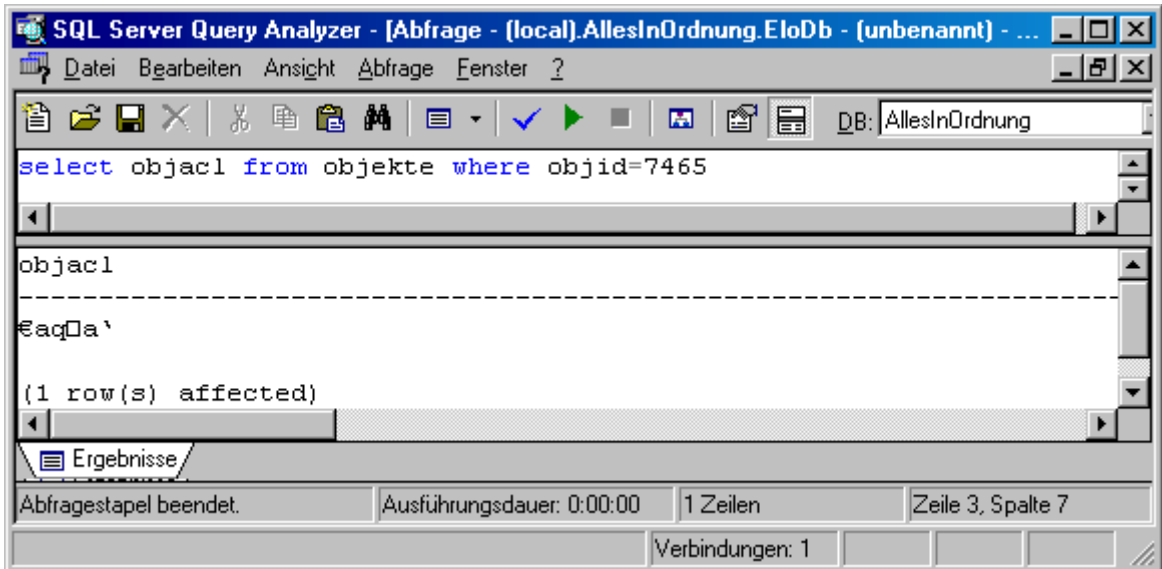 SQL Server Query Analyzer - [Abfrage - (local).AllesInOrdnung.EloDb - (unbenannt) - ...
Datei Bearbeiten Ansicht Abfrage Fenster ?
DB: AllesInOrdnung
select objacl from objekte where objid=7465
objacl
--------------------------------------------------------------------
€aq□a‵
(1 row(s) affected)
Ergebnisse
Abfragestapel beendet. Ausführungsdauer: 0:00:00 1 Zeilen Zeile 3, Spalte 7
Verbindungen: 1